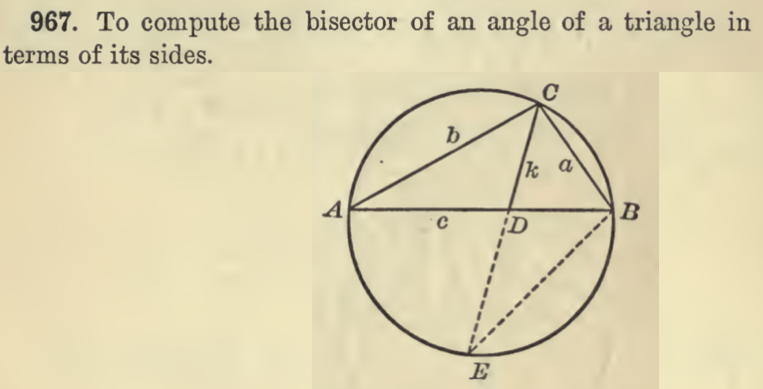 967. To compute the bisector of an angle of a triangle in
terms of its sides.
C
b
k
a
A
c
D
B
E